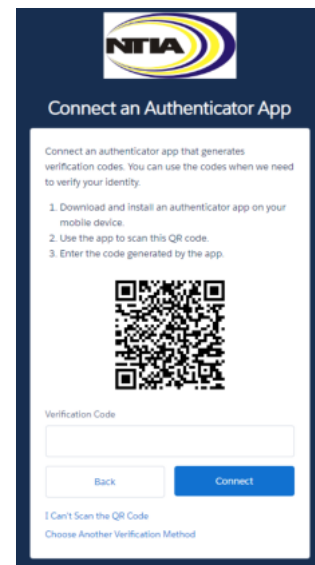 NTIA
Connect an Authenticator App
Connect an authenticator app that generates
verification codes. You can use the codes when we need
to verify your identity.
1. Download and install an authenticator app on your
mobile device.
2. Use the app to scan this QR code.
3. Enter the code generated by the app.
Verification Code
Back
Connect
I Can't Scan the QR Code
Choose Another Verification Method